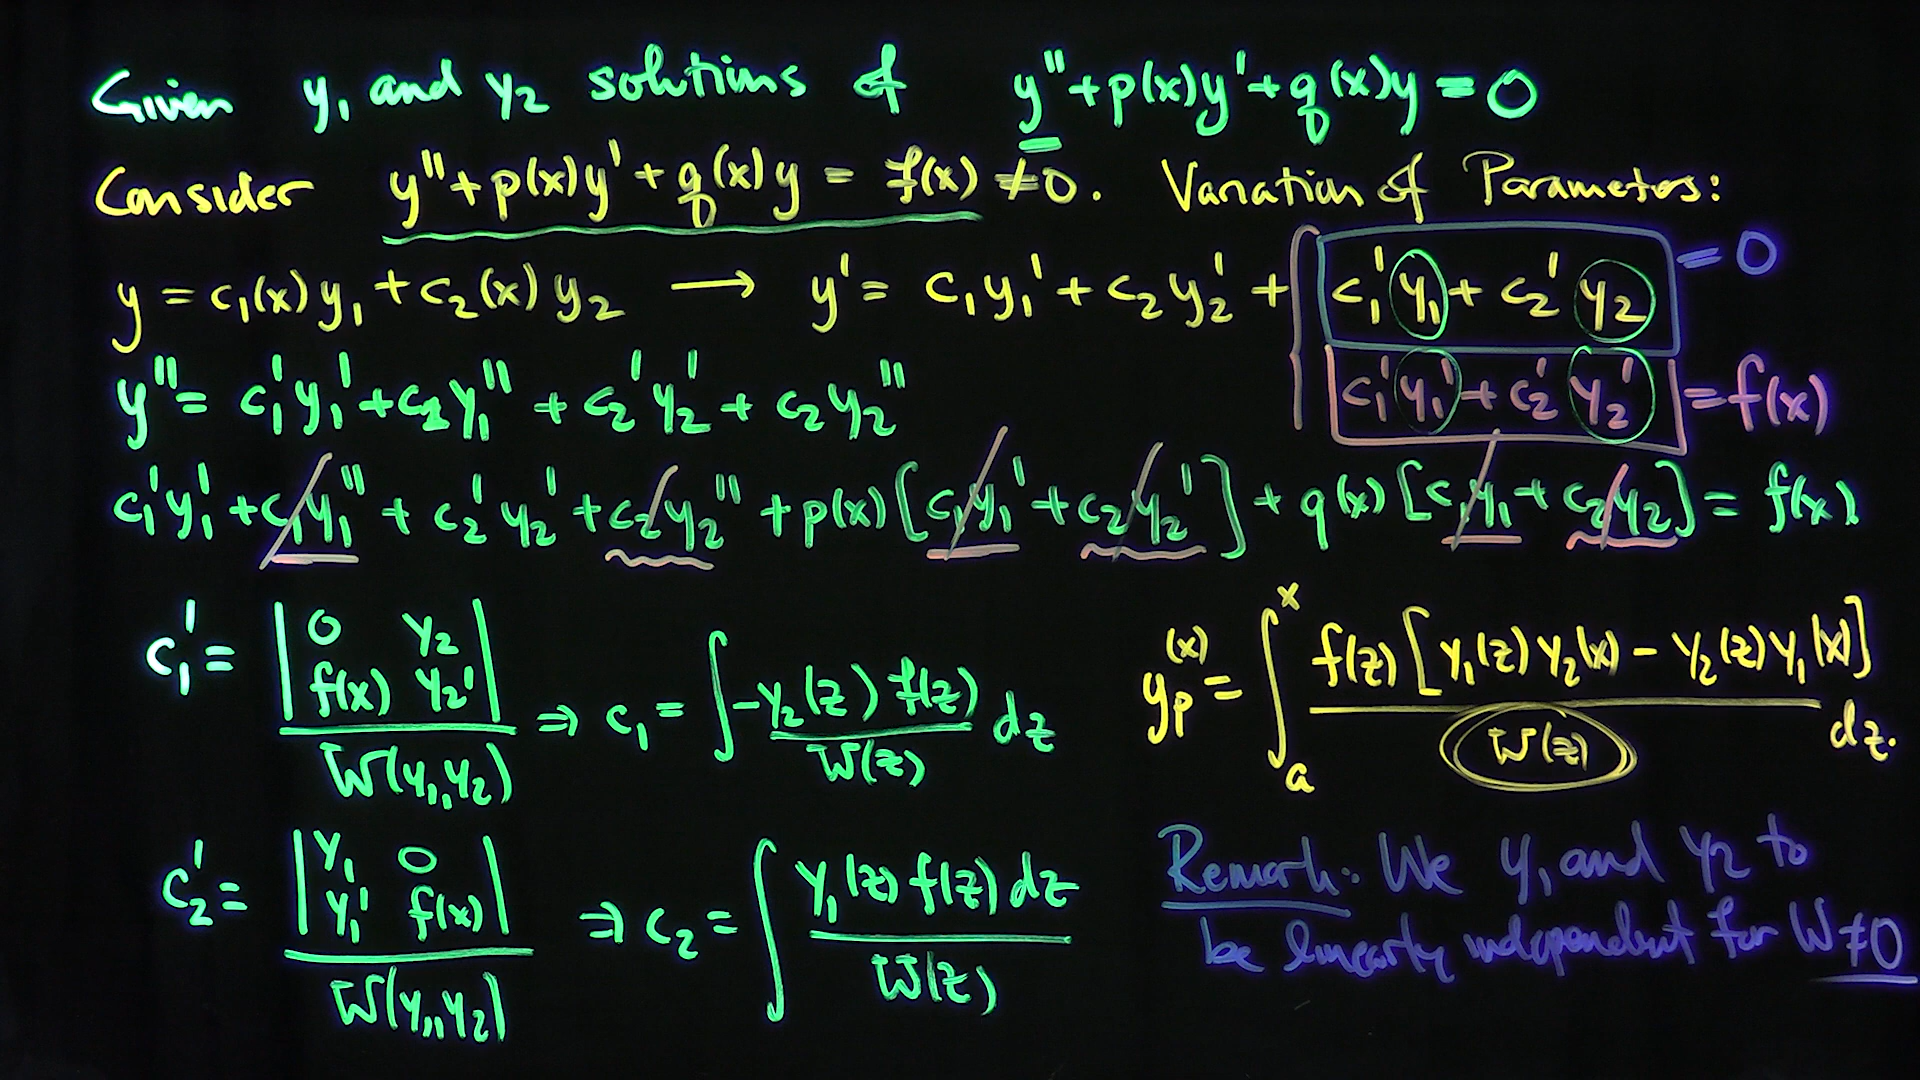 Given y₁ and y₂ solutions of y'' + p(x)y' + q(x)y = 0
Consider y'' + p(x)y' + q(x)y = f(x) ≠ 0. Variation of Parameters:
y = c₁(x)y₁ + c₂(x)y₂ → y' = c₁y₁' + c₂y₂' + c₁'y₁ + c₂'y₂ = 0
c₁'y₁' + c₂'y₂' = f(x)
y'' = c₁'y₁' + c₁y₁'' + c₂'y₂' + c₂y₂''
c₁'y₁' + c₁y₁'' + c₂'y₂' + c₂y₂'' + p(x)[c₁y₁' + c₂y₂'] + q(x)[c₁y₁ + c₂y₂] = f(x).
c₁' = |0 y₂; f(x) y₂'| / W(y₁,y₂) ⇒ c₁ = ∫ -y₂(z) f(z) / W(z) dz
y_p(x) = ∫_a^x f(z)[y₁(z)y₂(x) - y₂(z)y₁(x)] / W(z) dz.
c₂' = |y₁ 0; y₁' f(x)| / W(y₁,y₂) ⇒ c₂ = ∫ y₁(z) f(z) dz / W(z)
Remark: We y₁ and y₂ to
be linearly independent for W ≠ 0